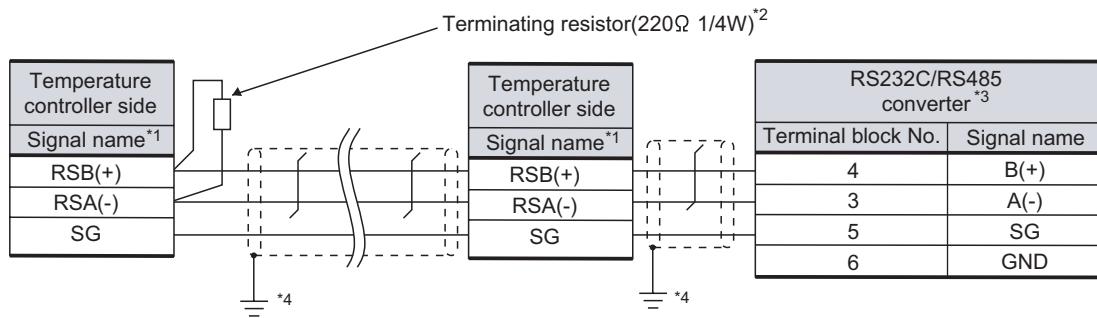 Terminating resistor(220Ω 1/4W)*2
Temperature
controller side
Signal name*1
RSB(+)
RSA(-)
SG
*4
Temperature
controller side
Signal name*1
RSB(+)
RSA(-)
SG
*4
RS232C/RS485
converter*3
Terminal block No. Signal name
4 B(+)
3 A(-)
5 SG
6 GND